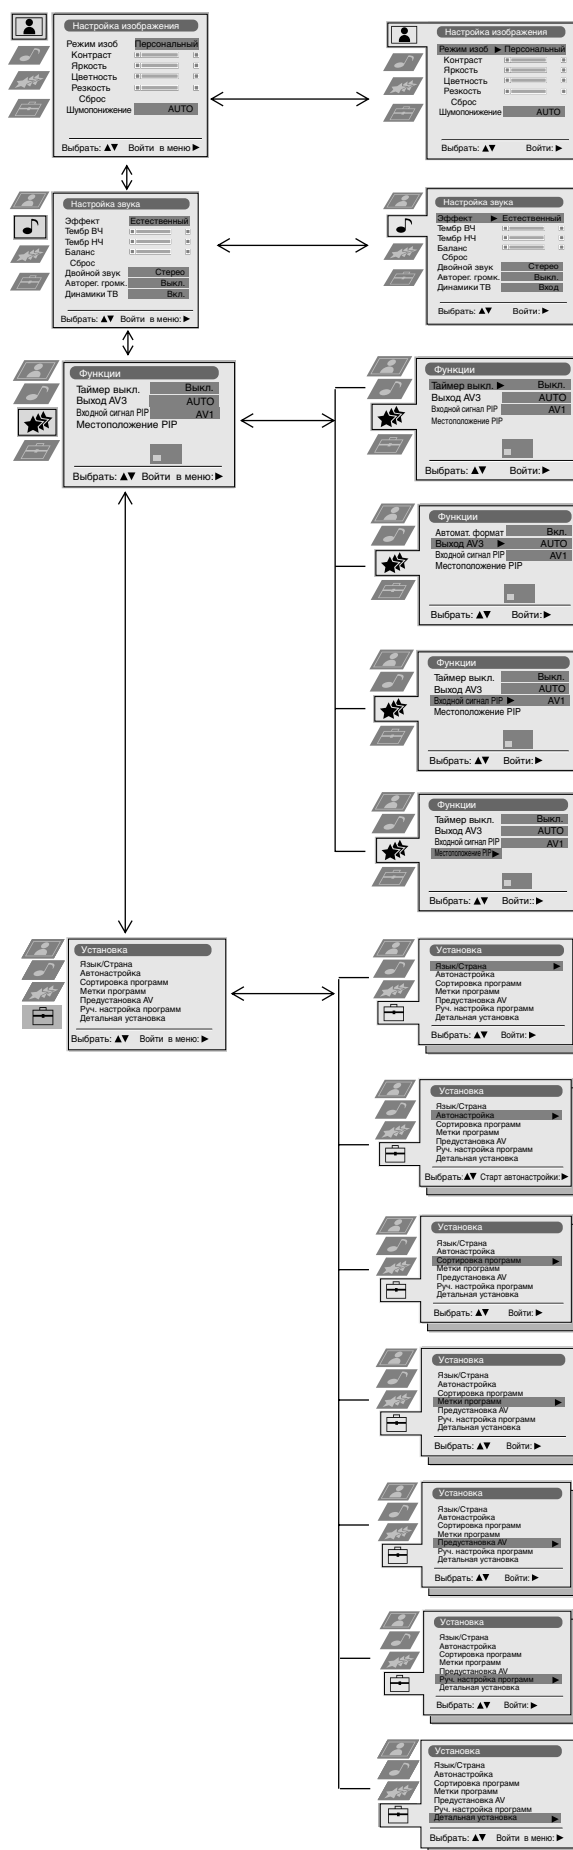 Настройка изображения
Режим изоб Персональный
Контраст
Яркость
Цветность
Резкость
Сброс
Шумопонижение AUTO
Выбрать: ▲▼ Войти в меню ▶
Настройка изображения
Режим изоб ▶ Персональный
Контраст
Яркость
Цветность
Резкость
Сброс
Шумопонижение AUTO
Выбрать: ▲▼ Войти: ▶
Настройка звука
Эффект Естественный
Тембр ВЧ
Тембр НЧ
Баланс
Сброс
Двойной звук Стерео
Авторег. громк. Выкл.
Динамики ТВ Вкл.
Выбрать: ▲▼ Войти в меню: ▶
Настройка звука
Эффект ▶ Естественный
Тембр ВЧ
Тембр НЧ
Баланс
Сброс
Двойной звук Стерео
Авторег. громк. Выкл.
Динамики ТВ Вход
Выбрать: ▲▼ Войти: ▶
Функции
Таймер выкл. Выкл.
Выход AV3 AUTO
Входной сигнал PIP AV1
Местоположение PIP
Выбрать: ▲▼ Войти в меню: ▶
Функции
Таймер выкл. ▶ Выкл.
Выход AV3 AUTO
Входной сигнал PIP AV1
Местоположение PIP
Выбрать: ▲▼ Войти: ▶
Функции
Автомат. формат Вкл.
Выход AV3 ▶ AUTO
Входной сигнал PIP AV1
Местоположение PIP
Выбрать: ▲▼ Войти: ▶
Функции
Таймер выкл. Выкл.
Выход AV3 AUTO
Входной сигнал PIP ▶ AV1
Местоположение PIP
Выбрать: ▲▼ Войти: ▶
Функции
Таймер выкл. Выкл.
Выход AV3 AUTO
Входной сигнал PIP AV1
Местоположение PIP ▶
Выбрать: ▲▼ Войти:: ▶
Установка
Язык/Страна
Автонастройка
Сортировка программ
Метки программ
Предустановка AV
Руч. настройка программ
Детальная установка
Выбрать: ▲▼ Войти в меню: ▶
Установка
Язык/Страна ▶
Автонастройка
Сортировка программ
Метки программ
Предустановка AV
Руч. настройка программ
Детальная установка
Выбрать: ▲▼ Войти: ▶
Установка
Язык/Страна
Автонастройка ▶
Сортировка программ
Метки программ
Предустановка AV
Руч. настройка программ
Детальная установка
Выбрать:▲▼ Старт автонастройки: ▶
Установка
Язык/Страна
Автонастройка
Сортировка программ ▶
Метки программ
Предустановка AV
Руч. настройка программ
Детальная установка
Выбрать: ▲▼ Войти: ▶
Установка
Язык/Страна
Автонастройка
Сортировка программ
Метки программ ▶
Предустановка AV
Руч. настройка программ
Детальная установка
Выбрать: ▲▼ Войти: ▶
Установка
Язык/Страна
Автонастройка
Сортировка программ
Метки программ
Предустановка AV ▶
Руч. настройка программ
Детальная установка
Выбрать: ▲▼ Войти: ▶
Установка
Язык/Страна
Автонастройка
Сортировка программ
Метки программ
Предустановка AV
Руч. настройка программ ▶
Детальная установка
Выбрать: ▲▼ Войти: ▶
Установка
Язык/Страна
Автонастройка
Сортировка программ
Метки программ
Предустановка AV
Руч. настройка программ
Детальная установка ▶
Выбрать: ▲▼ Войти в меню: ▶